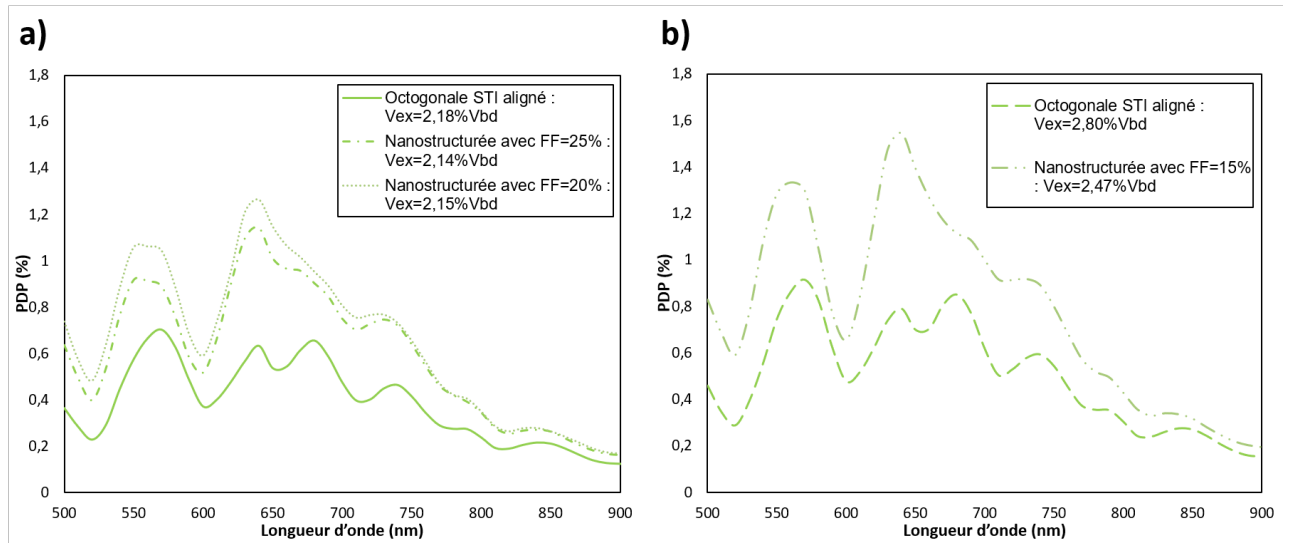 a)
1,8
1,6
1,4
1,2
1
0,8
0,6
0,4
0,2
0
PDP (%)
500 550 600 650 700 750 800 850 900
Longueur d'onde (nm)
Octogonale STI aligné :
Vex=2,18%Vbd
Nanostructurée avec FF=25% :
Vex=2,14%Vbd
Nanostructurée avec FF=20% :
Vex=2,15%Vbd
b)
1,8
1,6
1,4
1,2
1
0,8
0,6
0,4
0,2
0
PDP (%)
500 550 600 650 700 750 800 850 900
Longueur d'onde (nm)
Octogonale STI aligné :
Vex=2,80%Vbd
Nanostructurée avec FF=15%
: Vex=2,47%Vbd